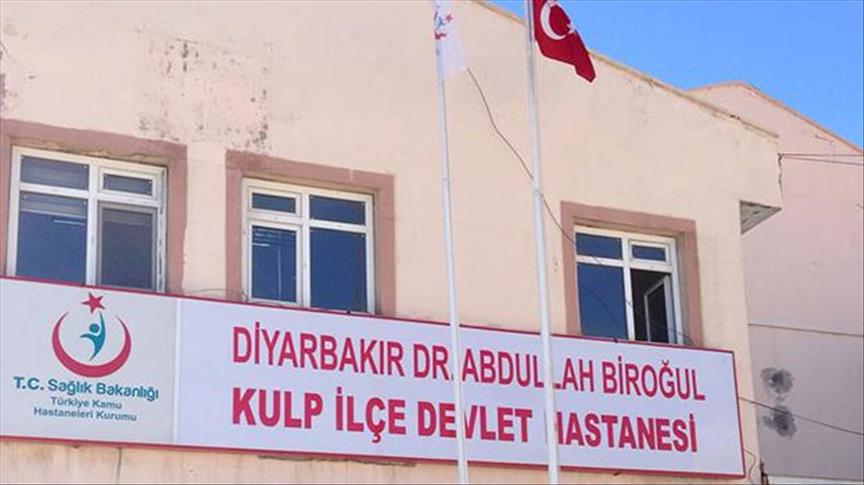 T.C. Sağlık Bakanlığı
Türkiye Kamu
Hastaneleri Kurumu
DİYARBAKIR DR. ABDULLAH BİROĞUL
KULP İLÇE DEVLET HASTANESİ